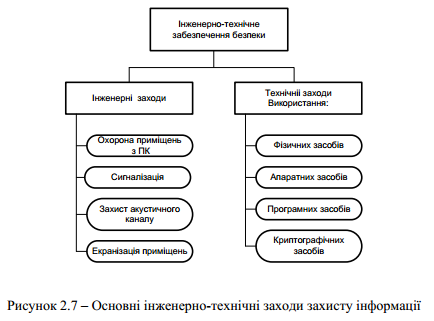 Інженерно-технічне
забезпечення безпеки
Інженерні заходи
Технічніі заходи
Використання:
Охорона приміщень
з ПК
Сигналізація
Захист акустичного
каналу
Екранізація приміщень
Фізичних засобів
Апаратних засобів
Програмних засобів
Криптографічних
засобів
Рисунок 2.7 – Основні інженерно-технічні заходи захисту інформації